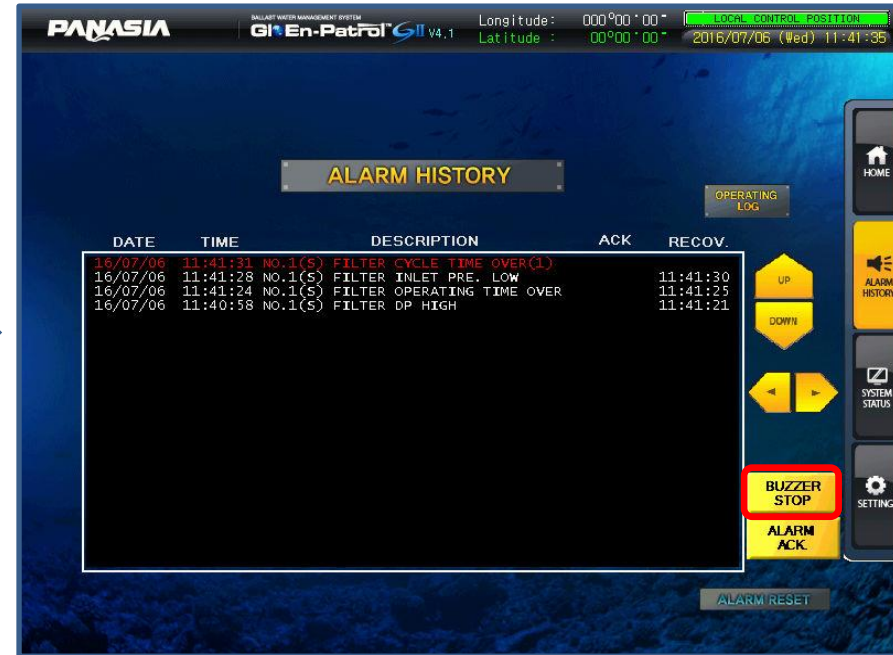 PANASIA
BALLAST WATER MANAGEMENT SYSTEM
GloEn-Patrol™ GII V4.1
Longitude: 000°00'00"
Latitude : 00°00'00"
LOCAL CONTROL POSITION
2016/07/06 (Wed) 11:41:35
ALARM HISTORY
OPERATING
LOG
DATE TIME DESCRIPTION ACK RECOV.
16/07/06 11:41:31 NO.1(S) FILTER CYCLE TIME OVER(1)
16/07/06 11:41:28 NO.1(S) FILTER INLET PRE. LOW 11:41:30
16/07/06 11:41:24 NO.1(S) FILTER OPERATING TIME OVER 11:41:25
16/07/06 11:40:58 NO.1(S) FILTER DP HIGH 11:41:21
UP
DOWN
BUZZER
STOP
ALARM
ACK.
ALARM RESET
HOME
ALARM
HISTORY
SYSTEM
STATUS
SETTING